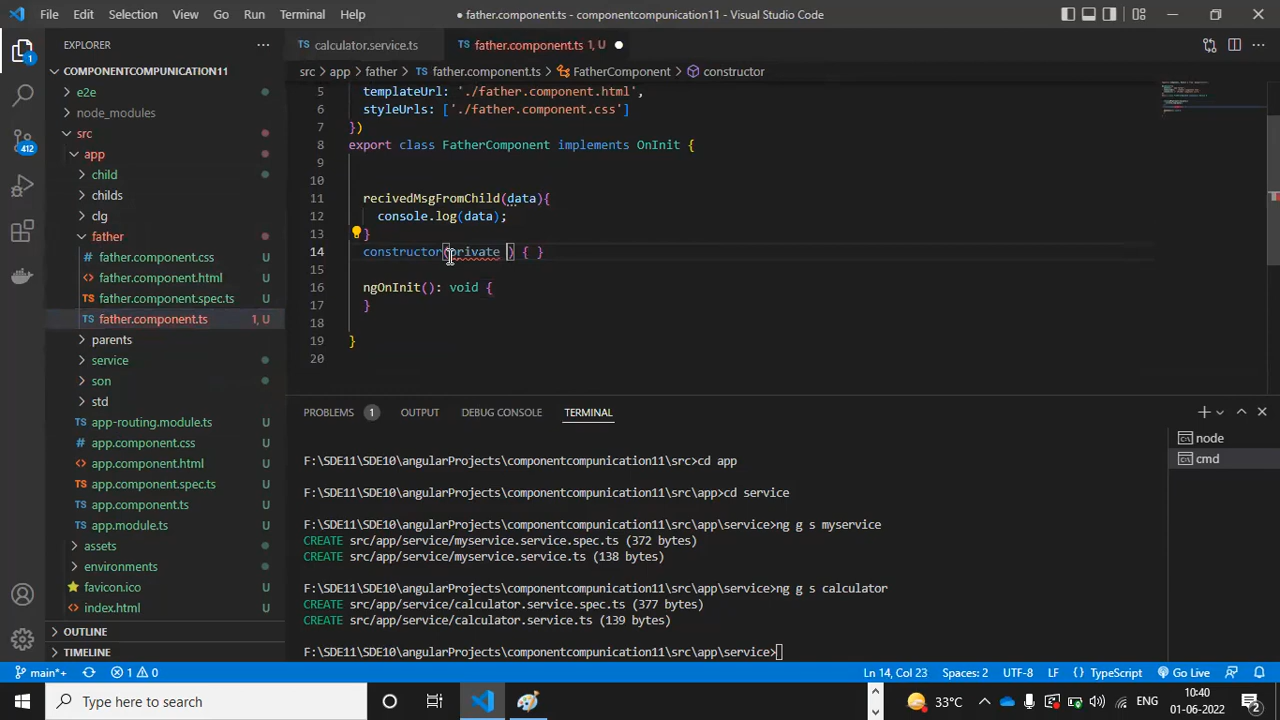 File Edit Selection View Go Run Terminal Help
● father.component.ts - componentcompunication11 - Visual Studio Code
EXPLORER
calculator.service.ts
father.component.ts 1, U
src > app > father > TS father.component.ts > FatherComponent > constructor
COMPONENTCOMPUNICATION11
e2e
node_modules
src
app
child
childs
clg
father
father.component.css U
father.component.html U
TS father.component.spec.ts U
TS father.component.ts 1, U
parents
service
son
std
TS app-routing.module.ts U
# app.component.css U
<> app.component.html U
TS app.component.spec.ts U
TS app.component.ts U
TS app.module.ts U
assets
environments
favicon.ico U
index.html U
OUTLINE
TIMELINE
1
412
5 templateUrl: './father.component.html',
6 styleUrls: ['./father.component.css']
7 })
8 export class FatherComponent implements OnInit {
9
10
11 recivedMsgFromChild(data){
12 console.log(data);
13 }
14 constructor(private ) { }
15
16 ngOnInit(): void {
17 }
18
19 }
20
PROBLEMS 1 OUTPUT DEBUG CONSOLE TERMINAL
node
cmd
F:\SDE11\SDE10\angularProjects\componentcompunication11\src>cd app
F:\SDE11\SDE10\angularProjects\componentcompunication11\src\app>cd service
F:\SDE11\SDE10\angularProjects\componentcompunication11\src\app\service>ng g s myservice
CREATE src/app/service/myservice.service.spec.ts (372 bytes)
CREATE src/app/service/myservice.service.ts (138 bytes)
F:\SDE11\SDE10\angularProjects\componentcompunication11\src\app\service>ng g s calculator
CREATE src/app/service/calculator.service.spec.ts (377 bytes)
CREATE src/app/service/calculator.service.ts (139 bytes)
F:\SDE11\SDE10\angularProjects\componentcompunication11\src\app\service>
main*+ 1 0 Ln 14, Col 23 Spaces: 2 UTF-8 LF {} TypeScript Go Live
Type here to search
33°C
ENG
10:40
01-06-2022
2